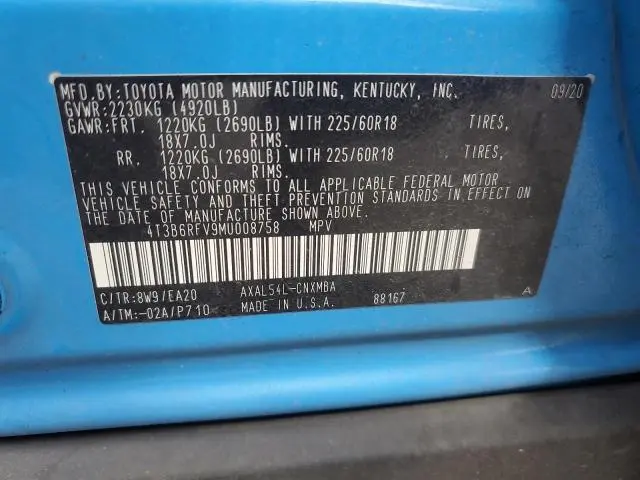 MFD.BY:TOYOTA MOTOR MANUFACTURING, KENTUCKY, INC. 09/20
GVWR:2230KG (4920LB)
GAWR:FRT. 1220KG (2690LB) WITH 225/60R18 TIRES,
18X7.0J RIMS.
RR. 1220KG (2690LB) WITH 225/60R18 TIRES,
18X7.0J RIMS.
THIS VEHICLE CONFORMS TO ALL APPLICABLE FEDERAL MOTOR
VEHICLE SAFETY AND THEFT PREVENTION STANDARDS IN EFFECT ON
THE DATE OF MANUFACTURE SHOWN ABOVE.
4T3B6RFV9MU008758 MPV
C/TR:8W9/EA20 AXAL54L-CNXMBA A
A/TM:-02A/P710 MADE IN U.S.A. 88167